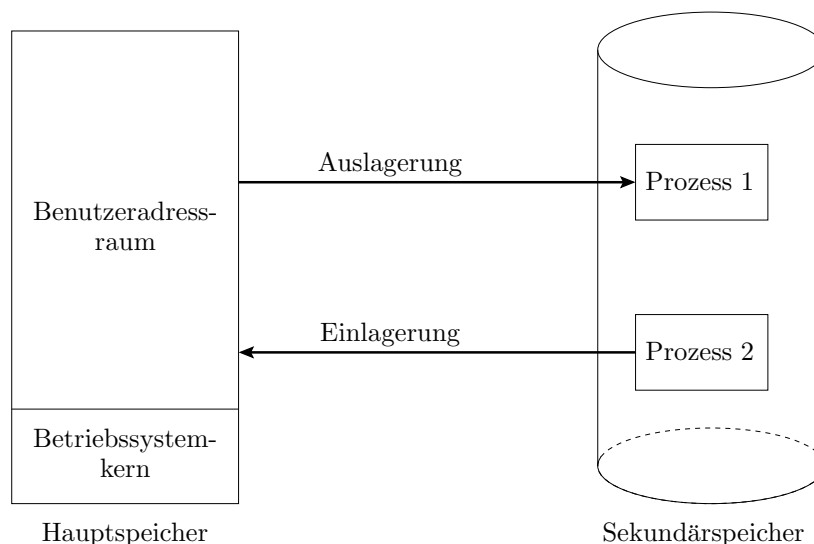 Auslagerung
Prozess 1
Benutzeradress-
raum
Einlagerung
Prozess 2
Betriebssystem-
kern
Hauptspeicher
Sekundärspeicher